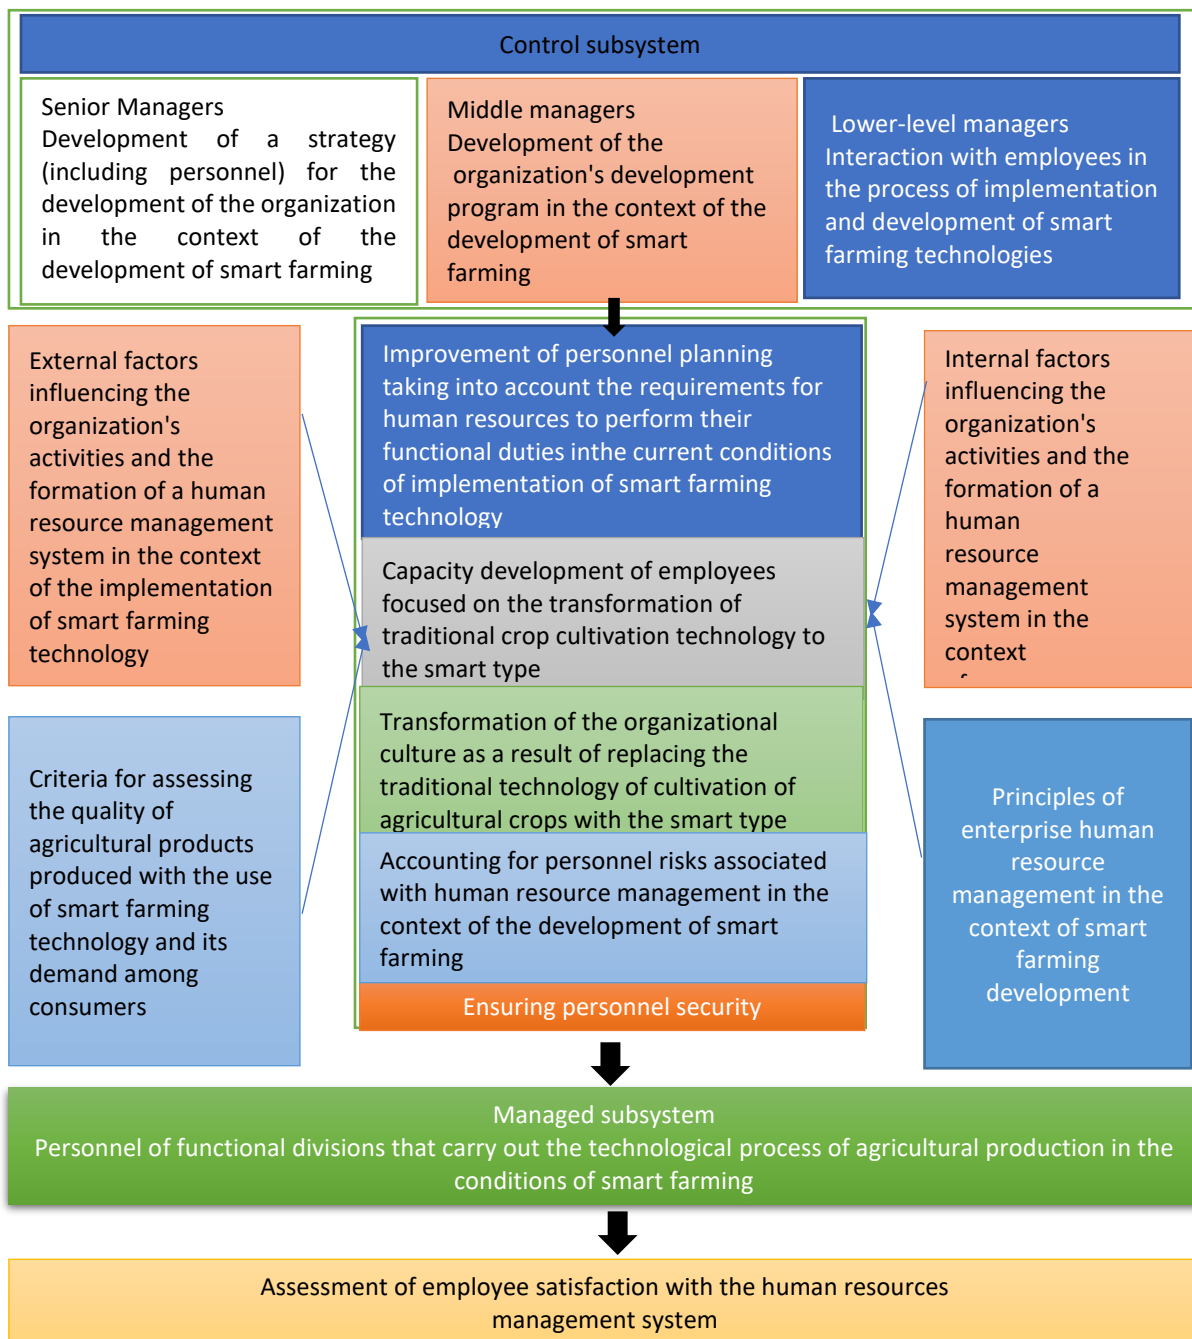 Control subsystem
Senior Managers
Development of a strategy
(including personnel) for the
development of the organization
in the context of the
development of smart farming
Middle managers
Development of the
organization's development
program in the context of the
development of smart
farming
Lower-level managers
Interaction with employees in
the process of implementation
and development of smart
farming technologies
External factors
influencing the
organization's
activities and the
formation of a human
resource management
system in the context
of the implementation
of smart farming
technology
Improvement of personnel planning
taking into account the requirements for
human resources to perform their
functional duties inthe current conditions
of implementation of smart farming
technology
Internal factors
influencing the
organization's
activities and the
formation of a
human
resource
management
system in the
context
Capacity development of employees
focused on the transformation of
traditional crop cultivation technology to
the smart type
Transformation of the organizational
culture as a result of replacing the
traditional technology of cultivation of
agricultural crops with the smart type
Criteria for assessing
the quality of
agricultural products
produced with the use
of smart farming
technology and its
demand among
consumers
Accounting for personnel risks associated
with human resource management in the
context of the development of smart
farming
Ensuring personnel security
Principles of
enterprise human
resource
management in the
context of smart
farming
development
Managed subsystem
Personnel of functional divisions that carry out the technological process of agricultural production in the
conditions of smart farming
Assessment of employee satisfaction with the human resources
management system